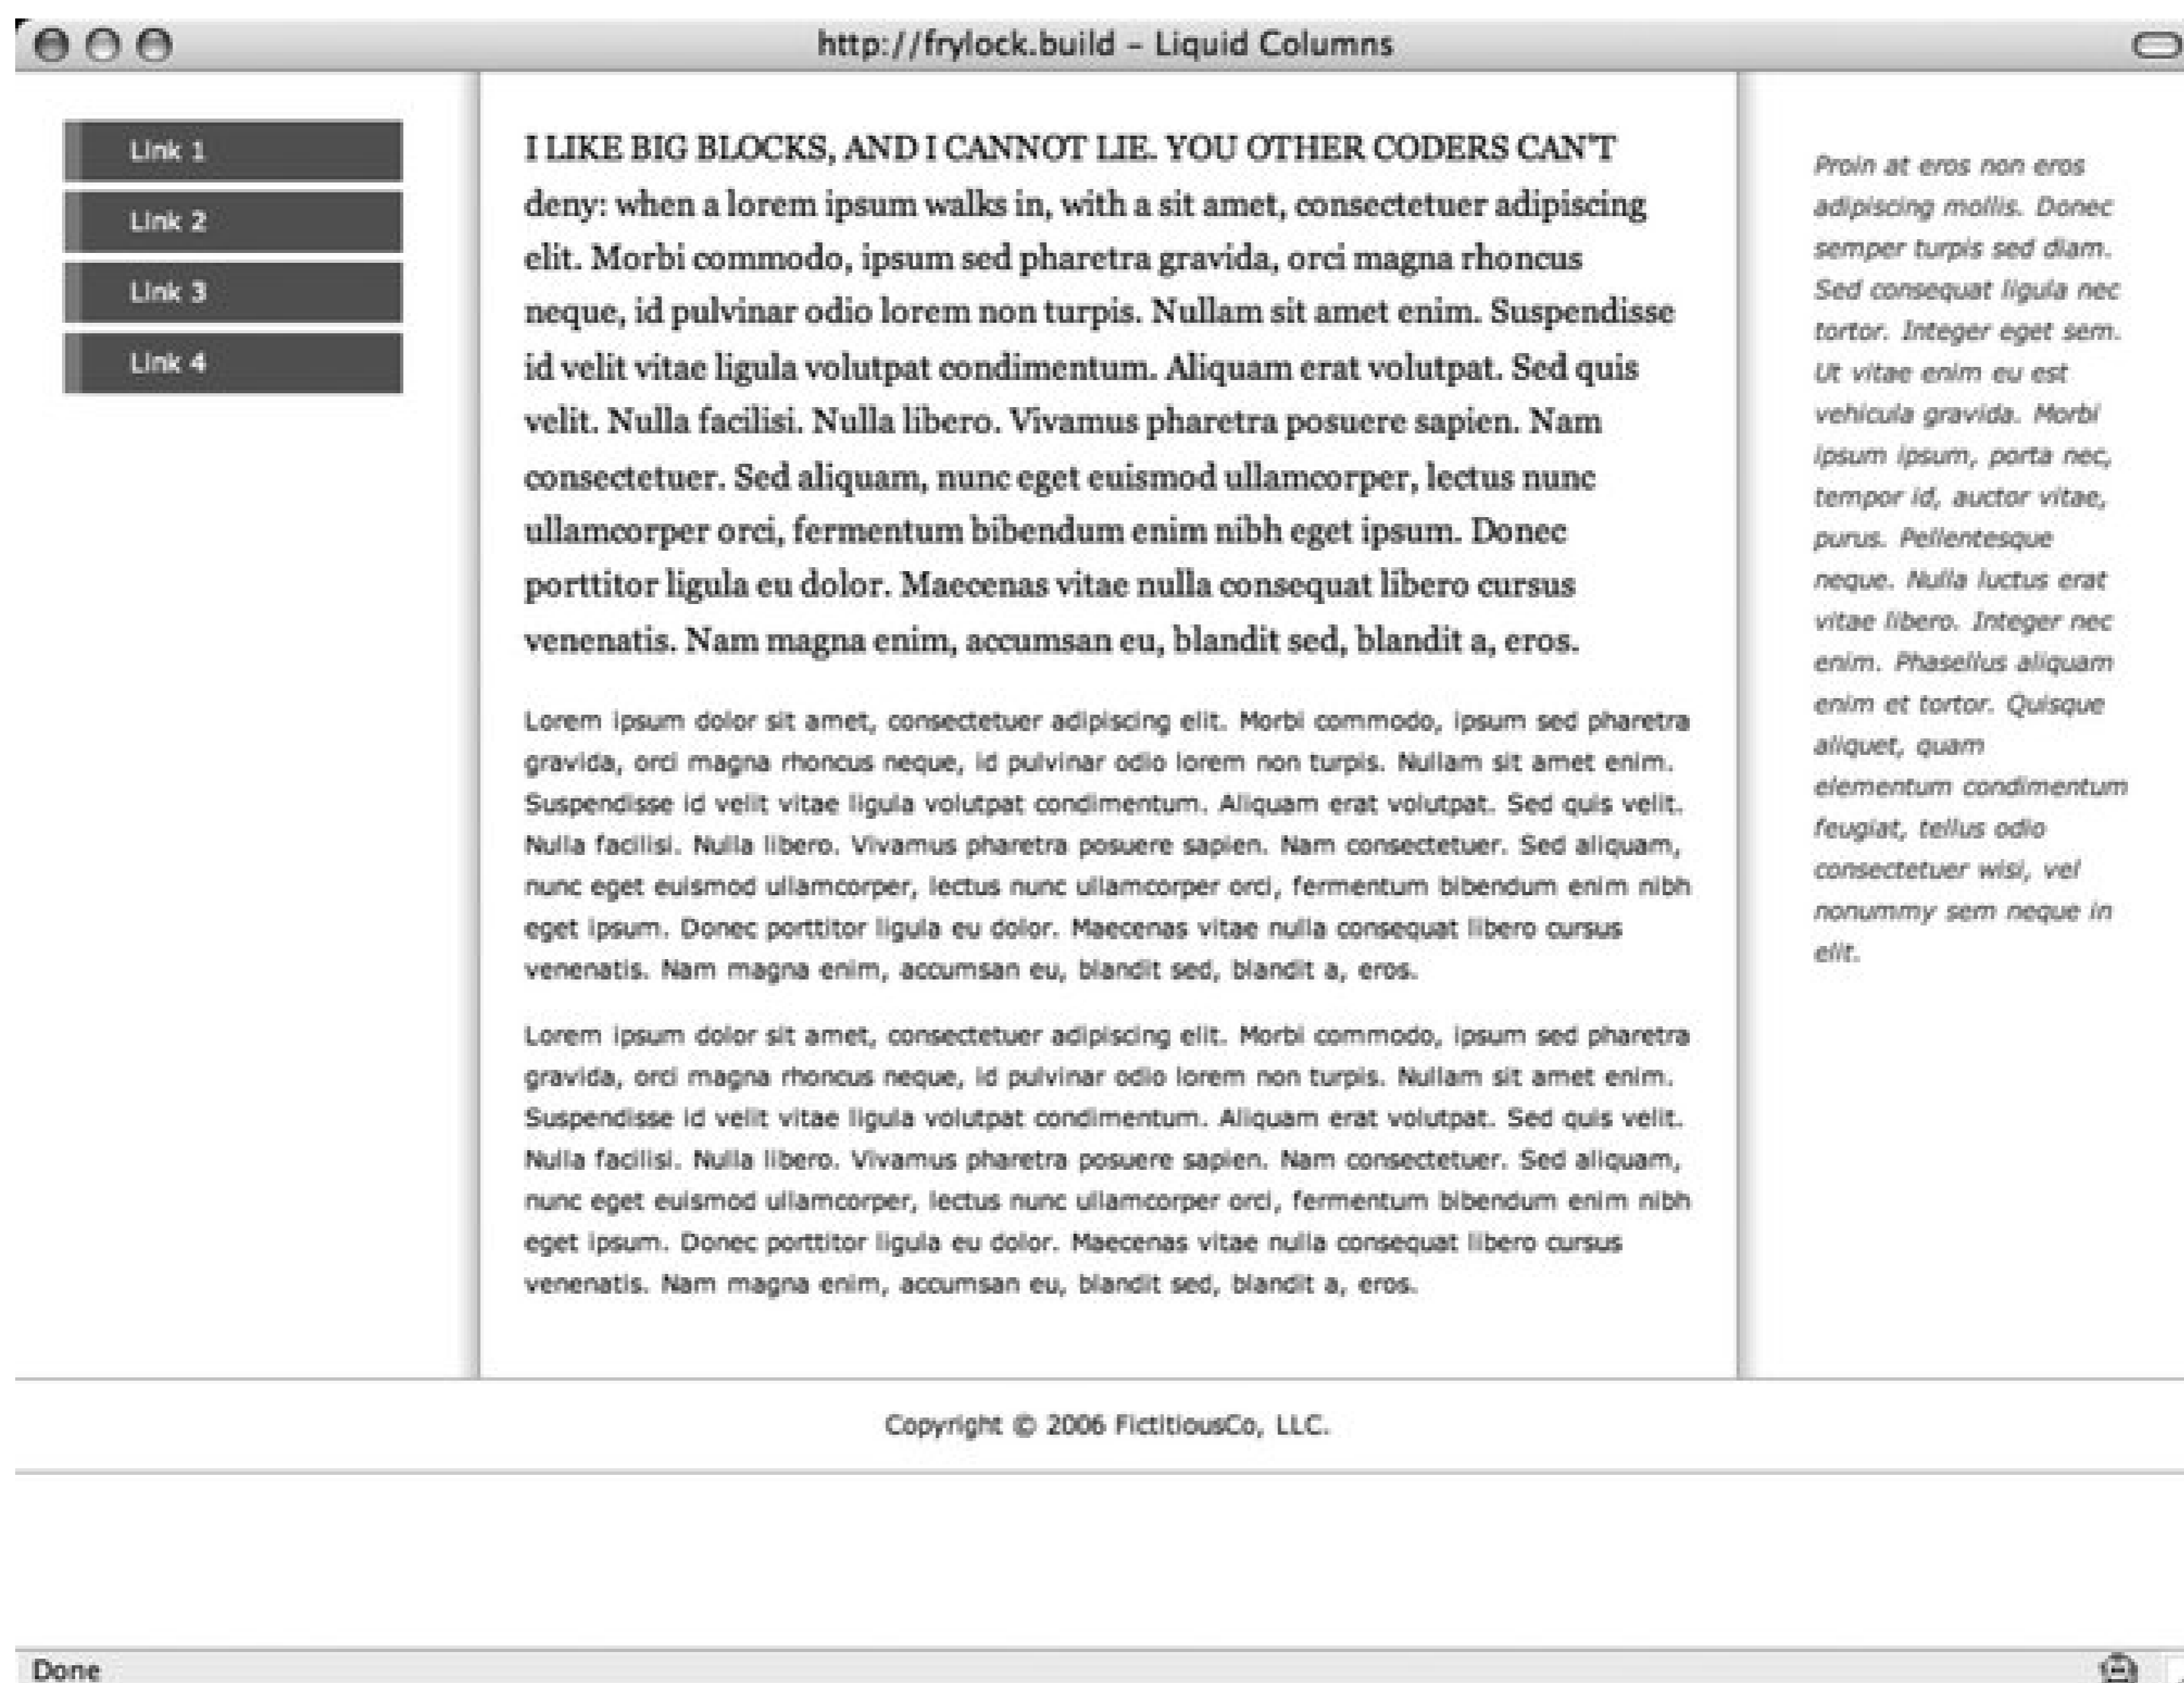 http://frylock.build – Liquid Columns
Link 1
Link 2
Link 3
Link 4
I LIKE BIG BLOCKS, AND I CANNOT LIE. YOU OTHER CODERS CAN'T
deny: when a lorem ipsum walks in, with a sit amet, consectetuer adipiscing
elit. Morbi commodo, ipsum sed pharetra gravida, orci magna rhoncus
neque, id pulvinar odio lorem non turpis. Nullam sit amet enim. Suspendisse
id velit vitae ligula volutpat condimentum. Aliquam erat volutpat. Sed quis
velit. Nulla facilisi. Nulla libero. Vivamus pharetra posuere sapien. Nam
consectetuer. Sed aliquam, nunc eget euismod ullamcorper, lectus nunc
ullamcorper orci, fermentum bibendum enim nibh eget ipsum. Donec
porttitor ligula eu dolor. Maecenas vitae nulla consequat libero cursus
venenatis. Nam magna enim, accumsan eu, blandit sed, blandit a, eros.
Lorem ipsum dolor sit amet, consectetuer adipiscing elit. Morbi commodo, ipsum sed pharetra
gravida, orci magna rhoncus neque, id pulvinar odio lorem non turpis. Nullam sit amet enim.
Suspendisse id velit vitae ligula volutpat condimentum. Aliquam erat volutpat. Sed quis velit.
Nulla facilisi. Nulla libero. Vivamus pharetra posuere sapien. Nam consectetuer. Sed aliquam,
nunc eget euismod ullamcorper, lectus nunc ullamcorper orci, fermentum bibendum enim nibh
eget ipsum. Donec porttitor ligula eu dolor. Maecenas vitae nulla consequat libero cursus
venenatis. Nam magna enim, accumsan eu, blandit sed, blandit a, eros.
Lorem ipsum dolor sit amet, consectetuer adipiscing elit. Morbi commodo, ipsum sed pharetra
gravida, orci magna rhoncus neque, id pulvinar odio lorem non turpis. Nullam sit amet enim.
Suspendisse id velit vitae ligula volutpat condimentum. Aliquam erat volutpat. Sed quis velit.
Nulla facilisi. Nulla libero. Vivamus pharetra posuere sapien. Nam consectetuer. Sed aliquam,
nunc eget euismod ullamcorper, lectus nunc ullamcorper orci, fermentum bibendum enim nibh
eget ipsum. Donec porttitor ligula eu dolor. Maecenas vitae nulla consequat libero cursus
venenatis. Nam magna enim, accumsan eu, blandit sed, blandit a, eros.
Proin at eros non eros
adipiscing mollis. Donec
semper turpis sed diam.
Sed consequat ligula nec
tortor. Integer eget sem.
Ut vitae enim eu est
vehicula gravida. Morbi
ipsum ipsum, porta nec,
tempor id, auctor vitae,
purus. Pellentesque
neque. Nulla luctus erat
vitae libero. Integer nec
enim. Phasellus aliquam
enim et tortor. Quisque
aliquet, quam
elementum condimentum
feugiat, tellus odio
consectetuer wisi, vel
nonummy sem neque in
elit.
Copyright © 2006 FictitiousCo, LLC.
Done